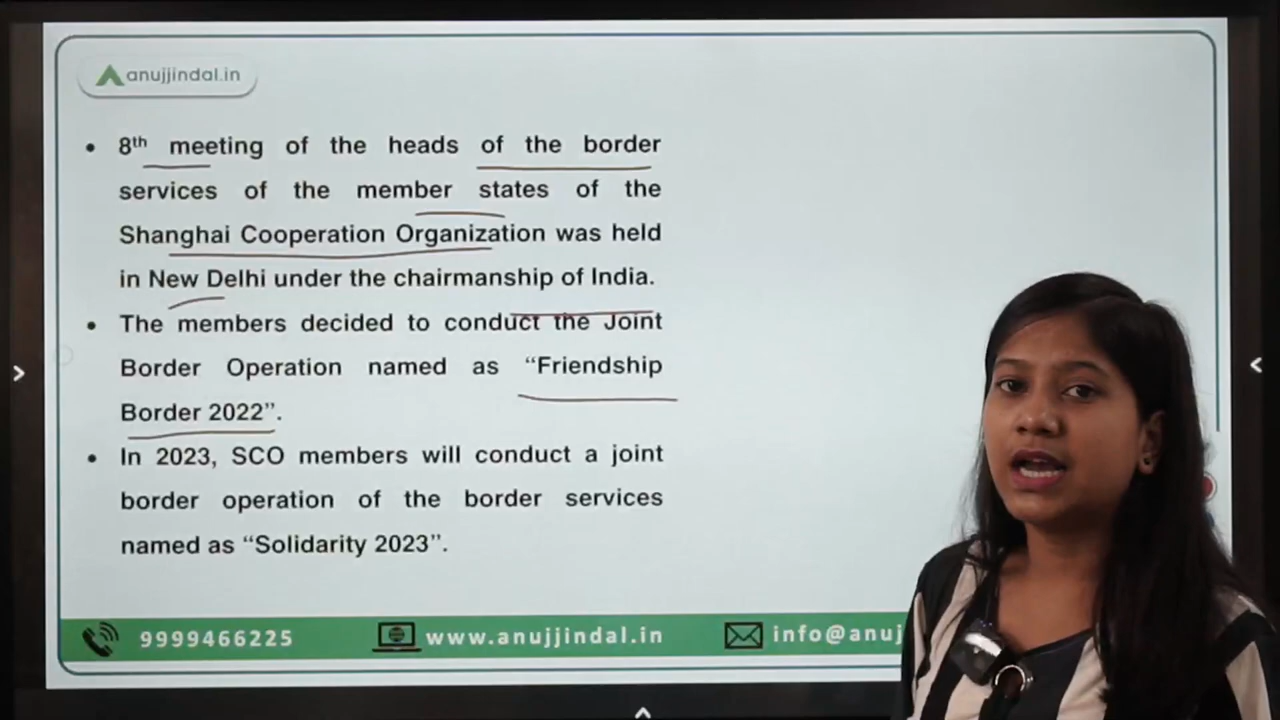 anujjindal.in
• 8th meeting of the heads of the border
services of the member states of the
Shanghai Cooperation Organization was held
in New Delhi under the chairmanship of India.
• The members decided to conduct the Joint
Border Operation named as “Friendship
Border 2022”.
• In 2023, SCO members will conduct a joint
border operation of the border services
named as “Solidarity 2023”.
9999466225 www.anujjindal.in info@anuj